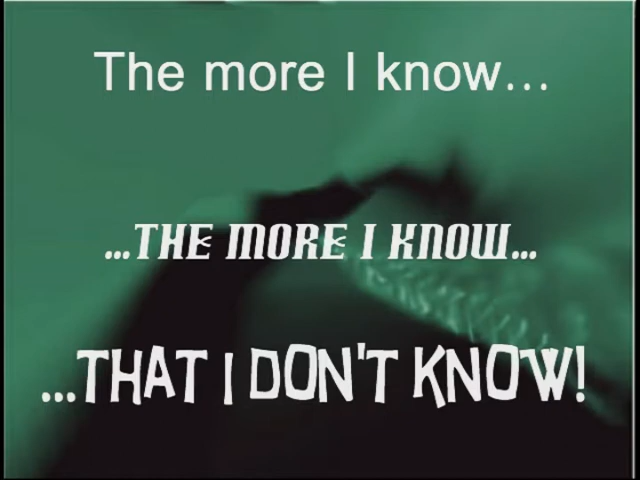 The more I know...
...THE MORE I KNOW...
...THAT I DON'T KNOW!